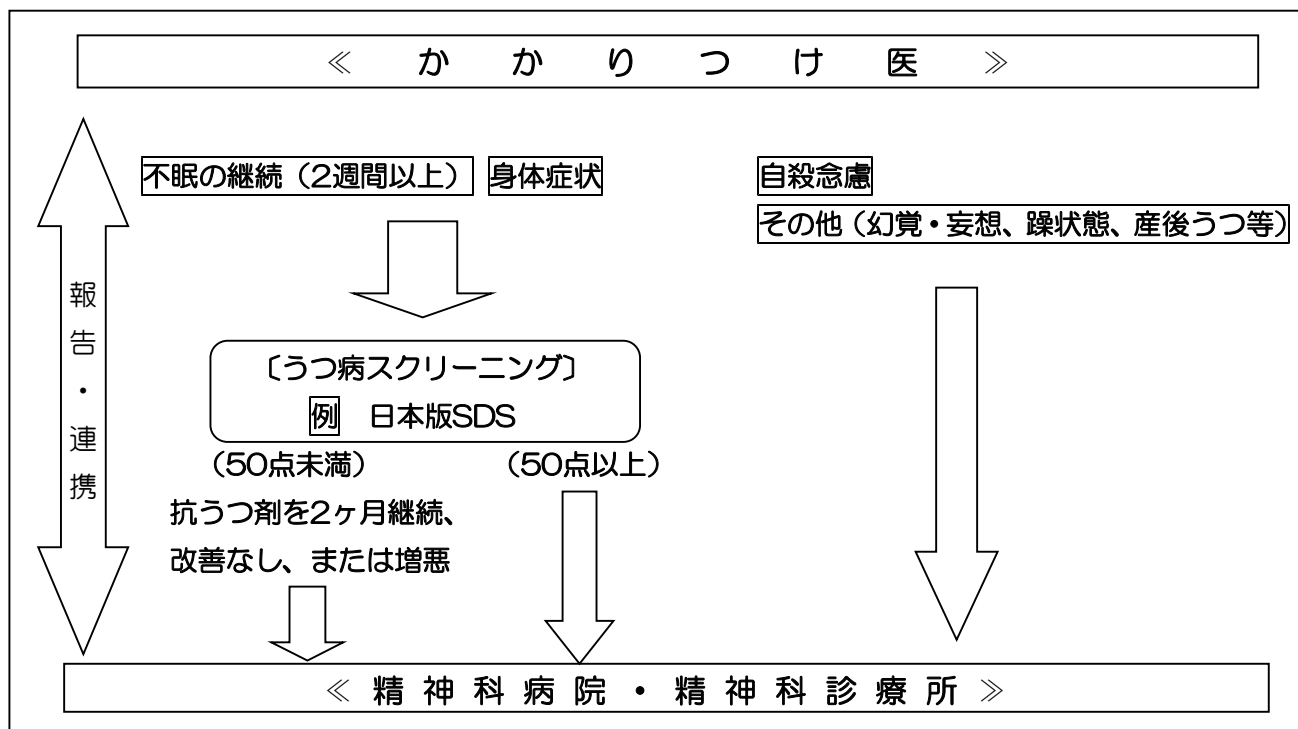 ≪ か か り つ け 医 ≫
不眠の継続（2週間以上） 身体症状
自殺念慮
その他（幻覚・妄想、躁状態、産後うつ等）
報告・連携
〔うつ病スクリーニング〕
例 日本版SDS
（50点未満） （50点以上）
抗うつ剤を2ヶ月継続、
改善なし、または増悪
≪ 精 神 科 病 院 ・ 精 神 科 診 療 所 ≫